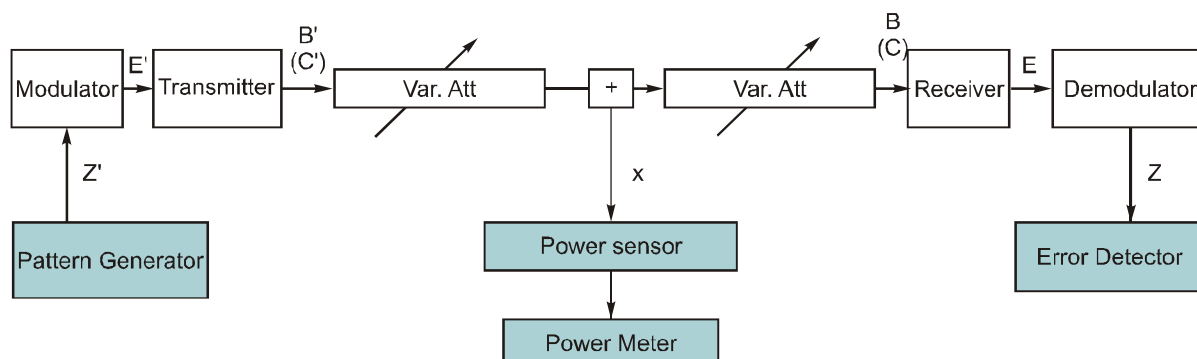 Modulator
E'
Transmitter
B'
(C')
Var. Att
+
Var. Att
B
(C)
Receiver
E
Demodulator
Z'
x
Z
Pattern Generator
Power sensor
Error Detector
Power Meter